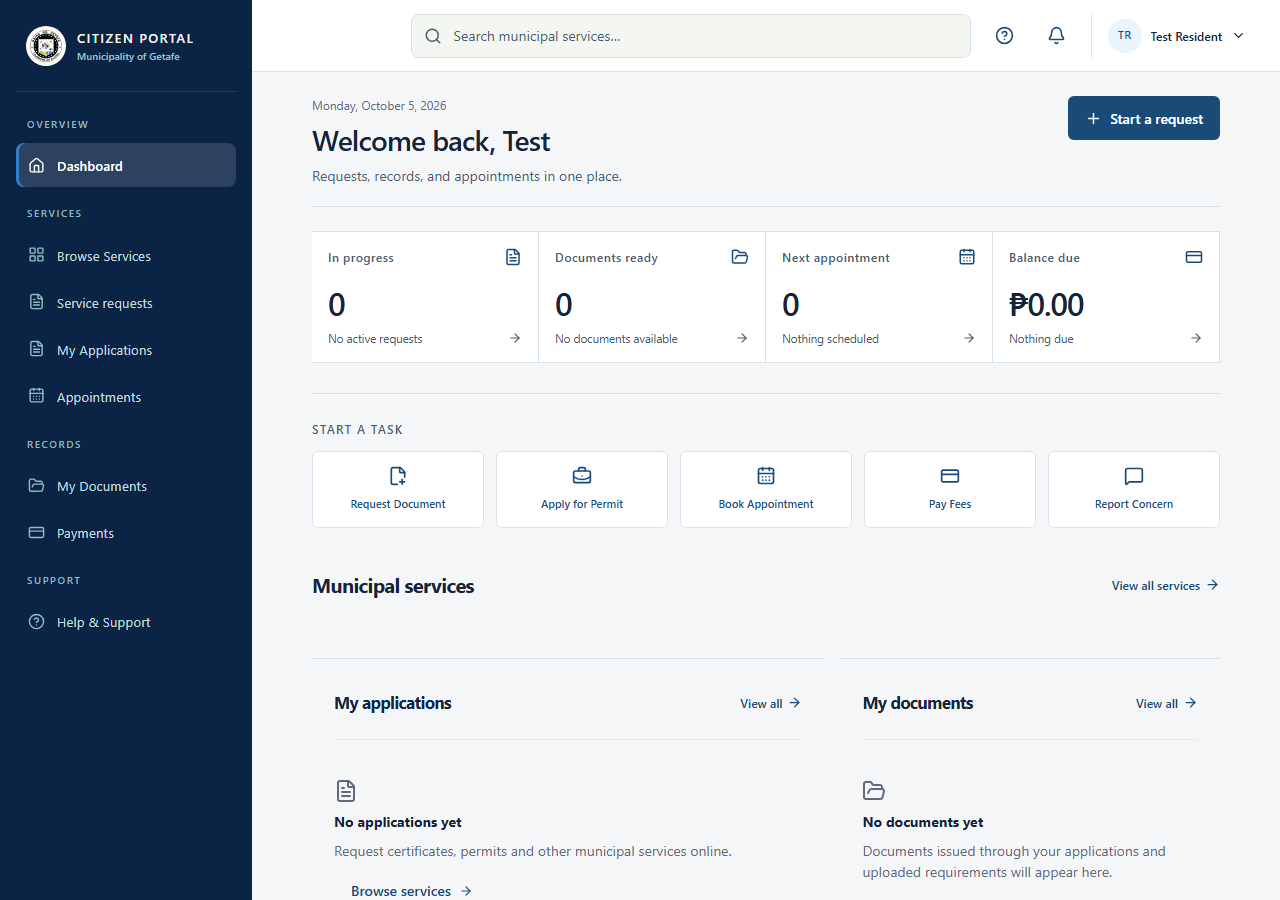 CITIZEN PORTAL
Municipality of Getafe
OVERVIEW
Dashboard
SERVICES
Browse Services
Service requests
My Applications
Appointments
RECORDS
My Documents
Payments
SUPPORT
Help & Support
Search municipal services...
TR
Test Resident
Monday, October 5, 2026
Welcome back, Test
Requests, records, and appointments in one place.
Start a request
In progress
0
No active requests
Documents ready
0
No documents available
Next appointment
0
Nothing scheduled
Balance due
₱0.00
Nothing due
START A TASK
Request Document
Apply for Permit
Book Appointment
Pay Fees
Report Concern
Municipal services
View all services
My applications
View all
No applications yet
Request certificates, permits and other municipal services online.
Browse services
My documents
View all
No documents yet
Documents issued through your applications and
uploaded requirements will appear here.